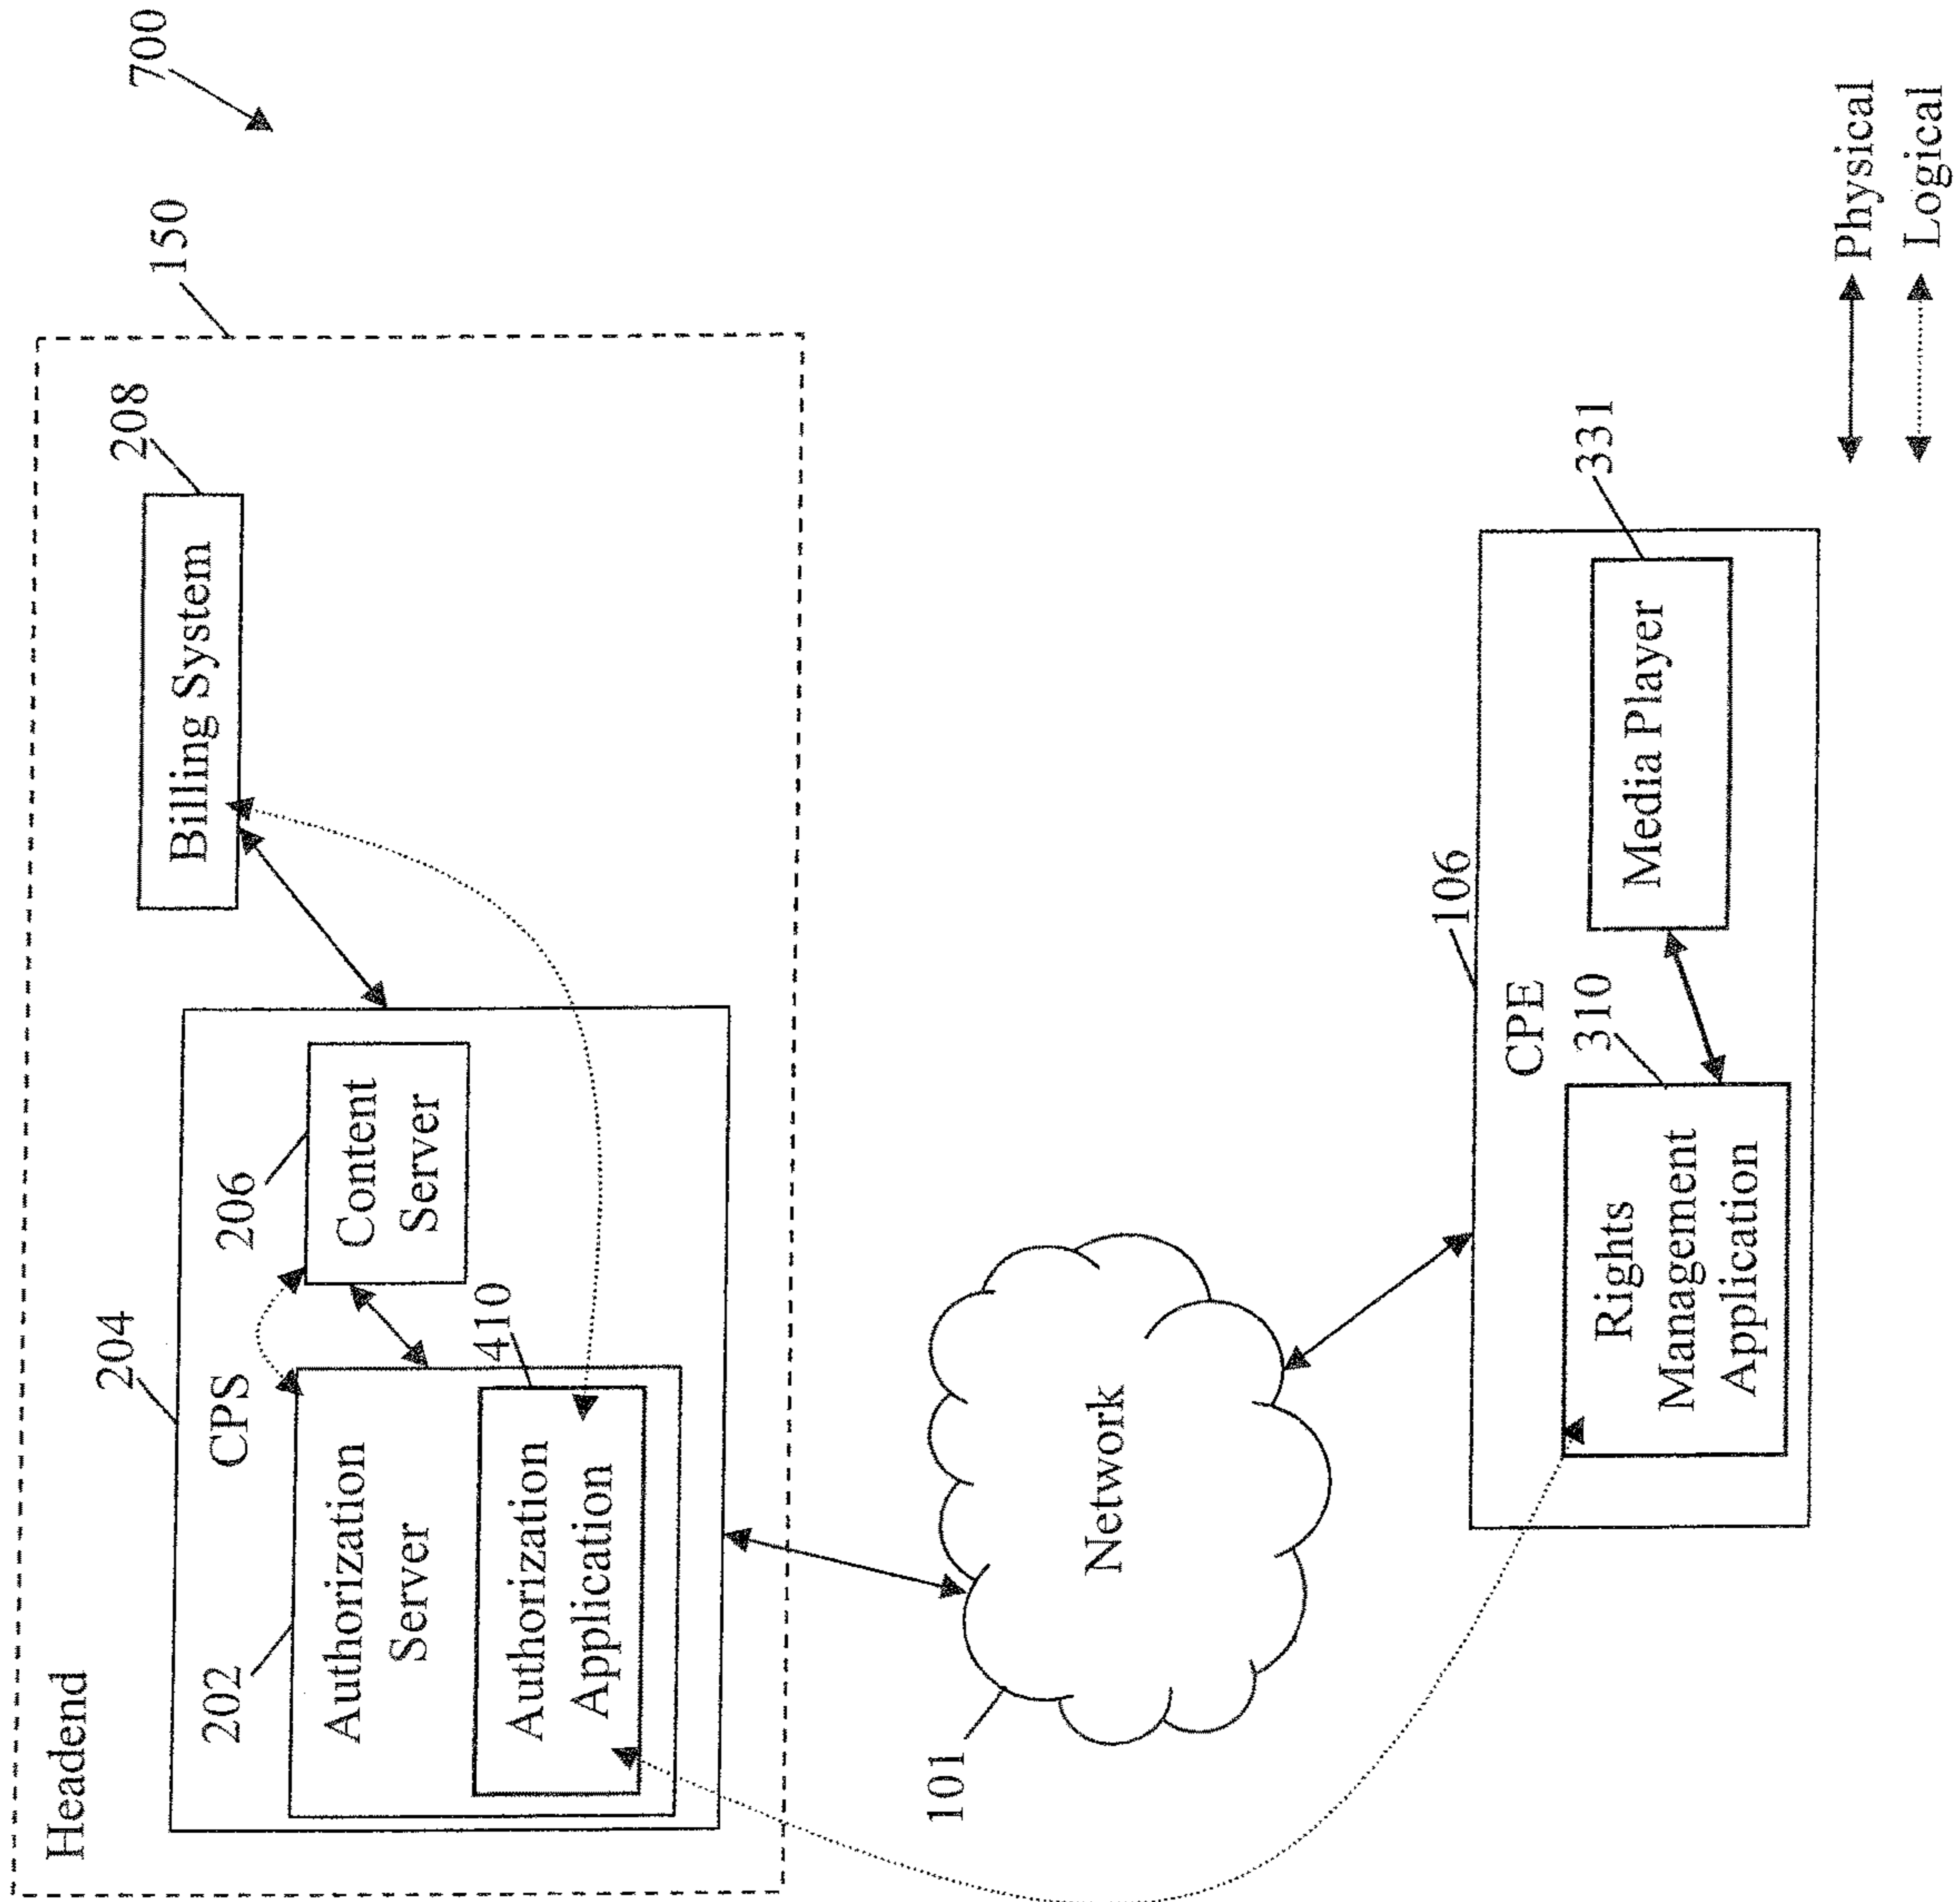 700
150
Headend
208
Billing System
204
CPS
206
Content
Server
202
Authorization
Server
410
Authorization
Application
101
Network
106
CPE
310
Rights
Management
Application
331
Media Player
Physical
Logical